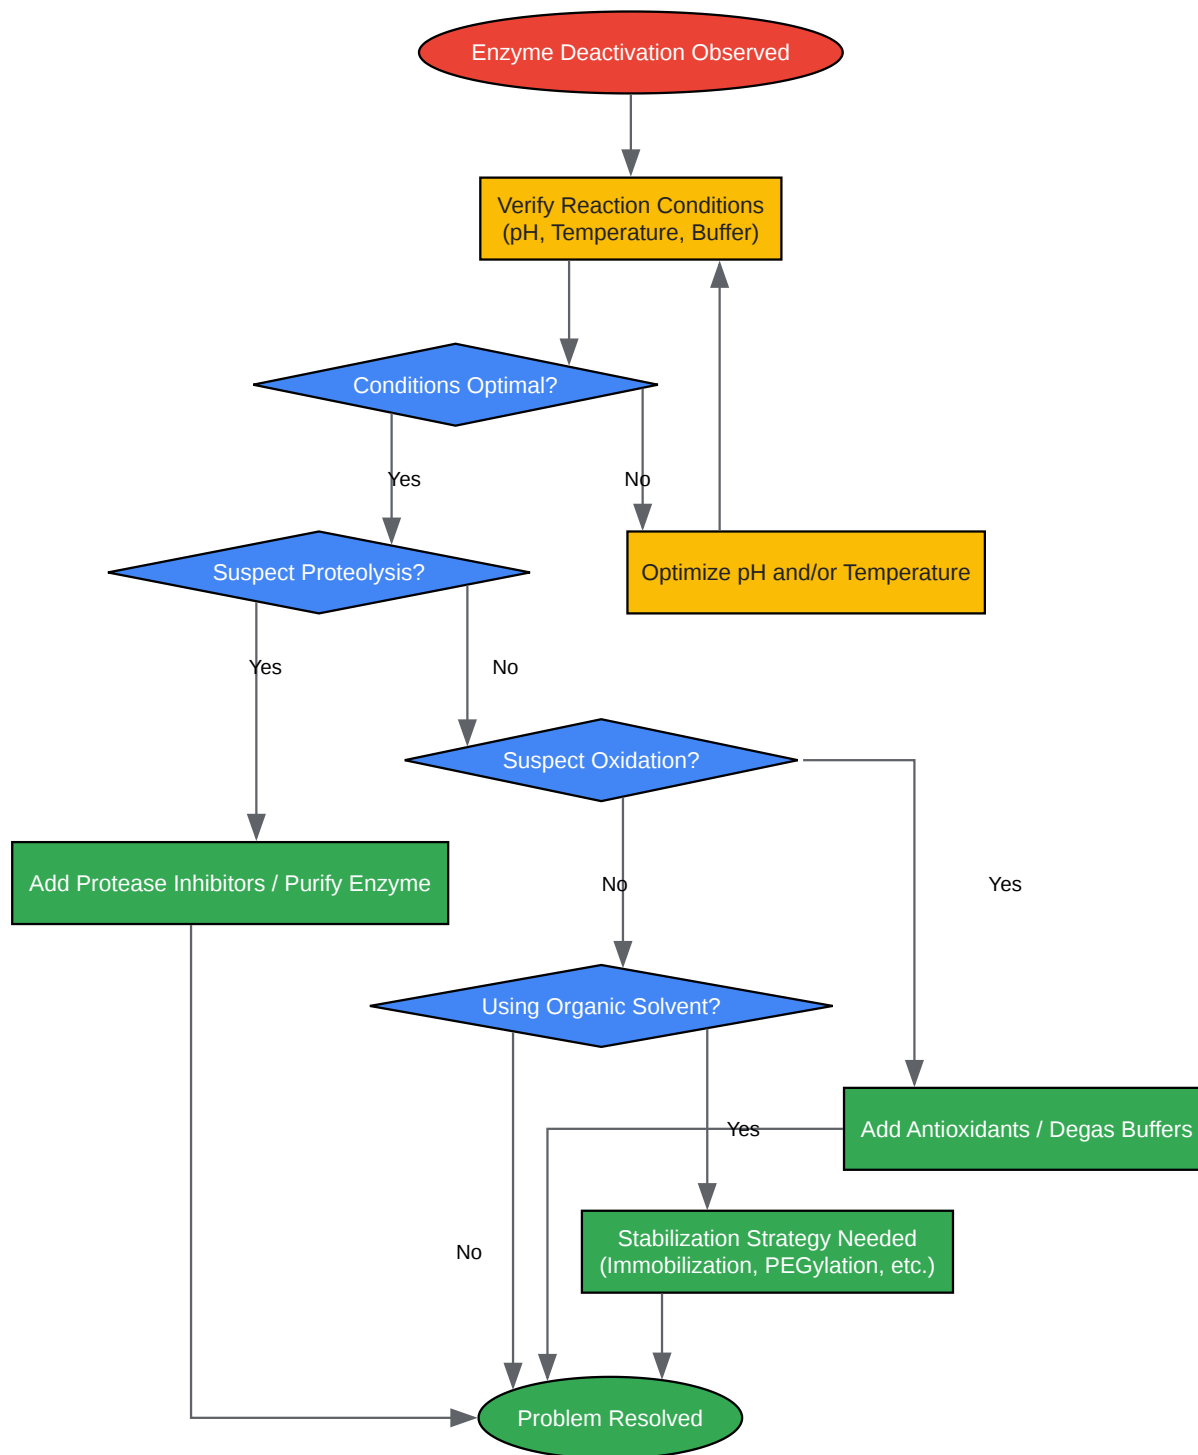 Enzyme Deactivation Observed
Verify Reaction Conditions
(pH, Temperature, Buffer)
Conditions Optimal?
Yes
No
Suspect Proteolysis?
Optimize pH and/or Temperature
Yes
No
Suspect Oxidation?
Add Protease Inhibitors / Purify Enzyme
No
Yes
Using Organic Solvent?
Add Antioxidants / Degas Buffers
Yes
Stabilization Strategy Needed
(Immobilization, PEGylation, etc.)
No
Problem Resolved